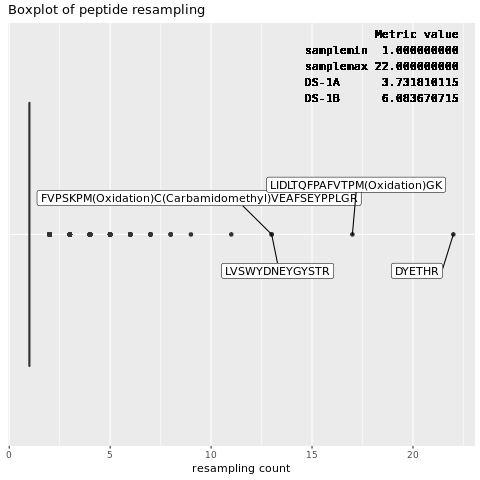 Boxplot of peptide resampling
Metric value
samplemin 1.000000000
samplemax 22.000000000
DS-1A 3.731810115
DS-1B 6.083670715
LIDLTQFPAFVTPM(Oxidation)GK
FVPSKPM(Oxidation)C(Carbamidomethyl)VEAFSEYPPLGR
LVSWYDNEYGYSTR
DYETHR
0 5 10 15 20
resampling count